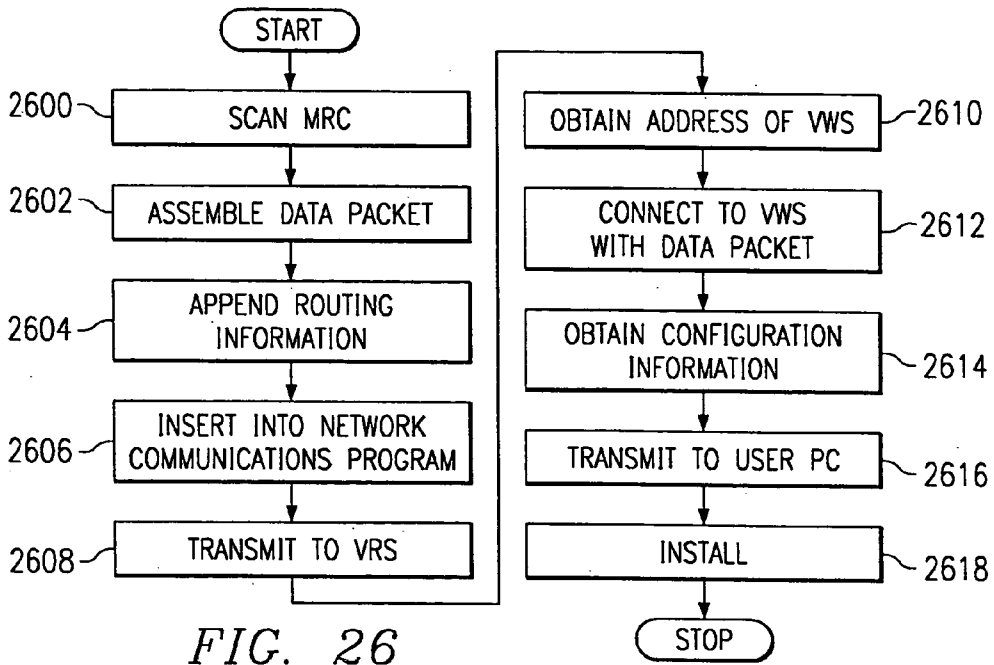 START
2600
SCAN MRC
2602
ASSEMBLE DATA PACKET
2604
APPEND ROUTING
INFORMATION
2606
INSERT INTO NETWORK
COMMUNICATIONS PROGRAM
2608
TRANSMIT TO VRS
OBTAIN ADDRESS OF VWS
2610
CONNECT TO VWS
WITH DATA PACKET
2612
OBTAIN CONFIGURATION
INFORMATION
2614
TRANSMIT TO USER PC
2616
INSTALL
2618
STOP
FIG. 26